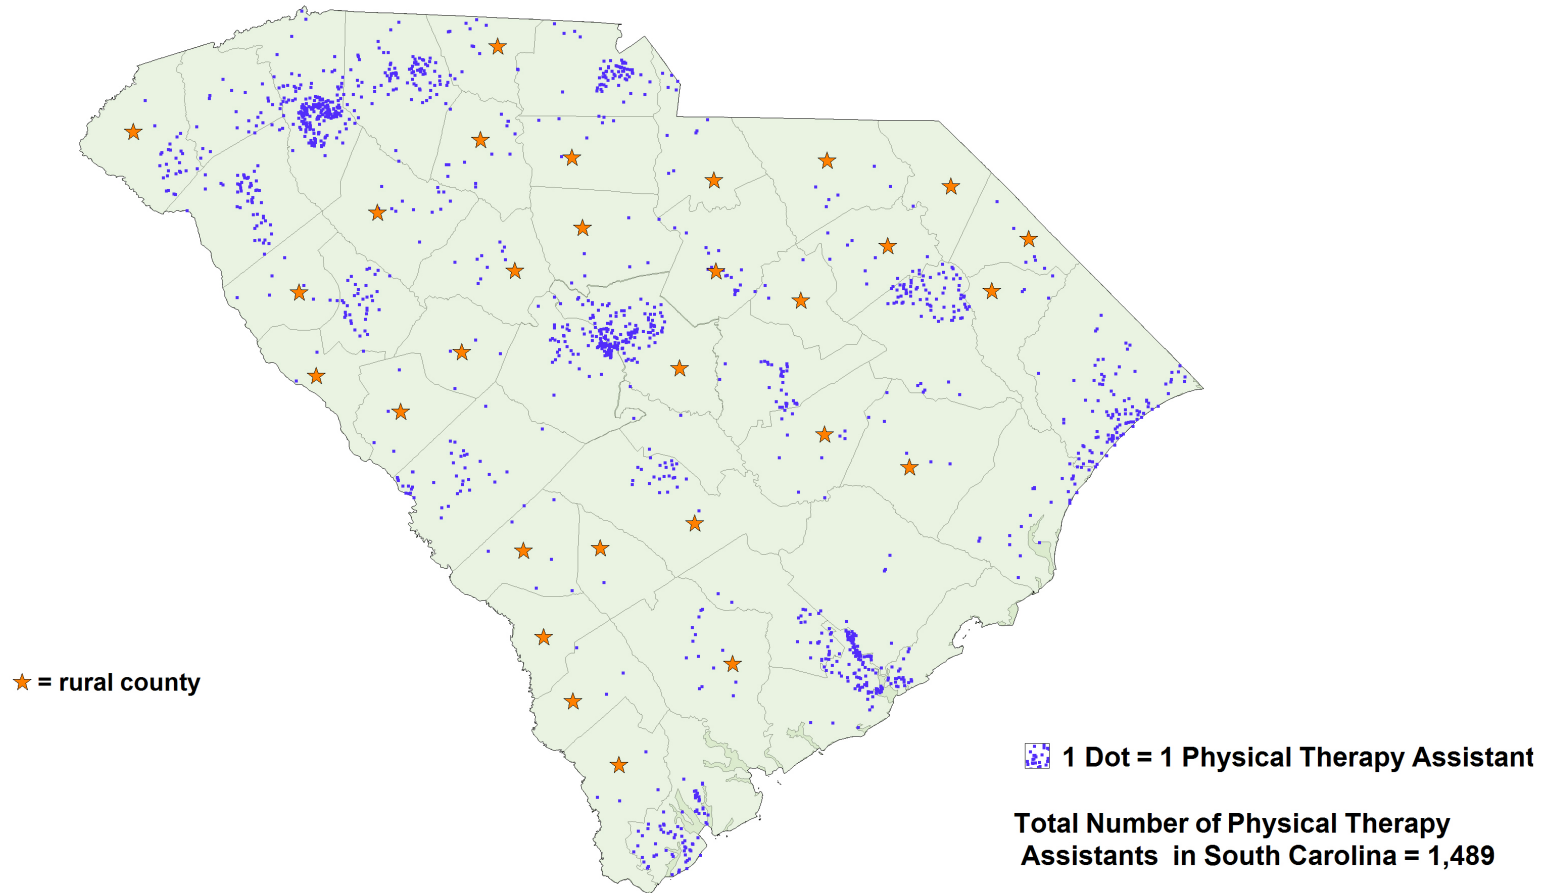 = rural county
1 Dot = 1 Physical Therapy Assistant
Total Number of Physical Therapy
Assistants in South Carolina = 1,489